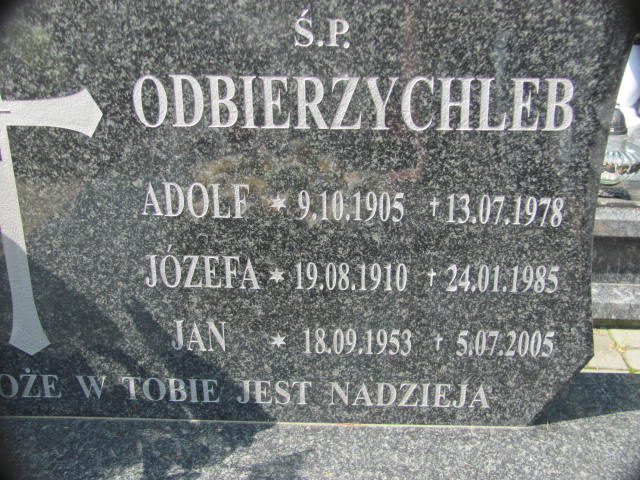 Ś.P.
ODBIERZYCHLEB
ADOLF * 9.10.1905 † 13.07.1978
JÓZEFA * 19.08.1910 † 24.01.1985
JAN * 18.09.1953 † 5.07.2005
OŻE W TOBIE JEST NADZIEJA